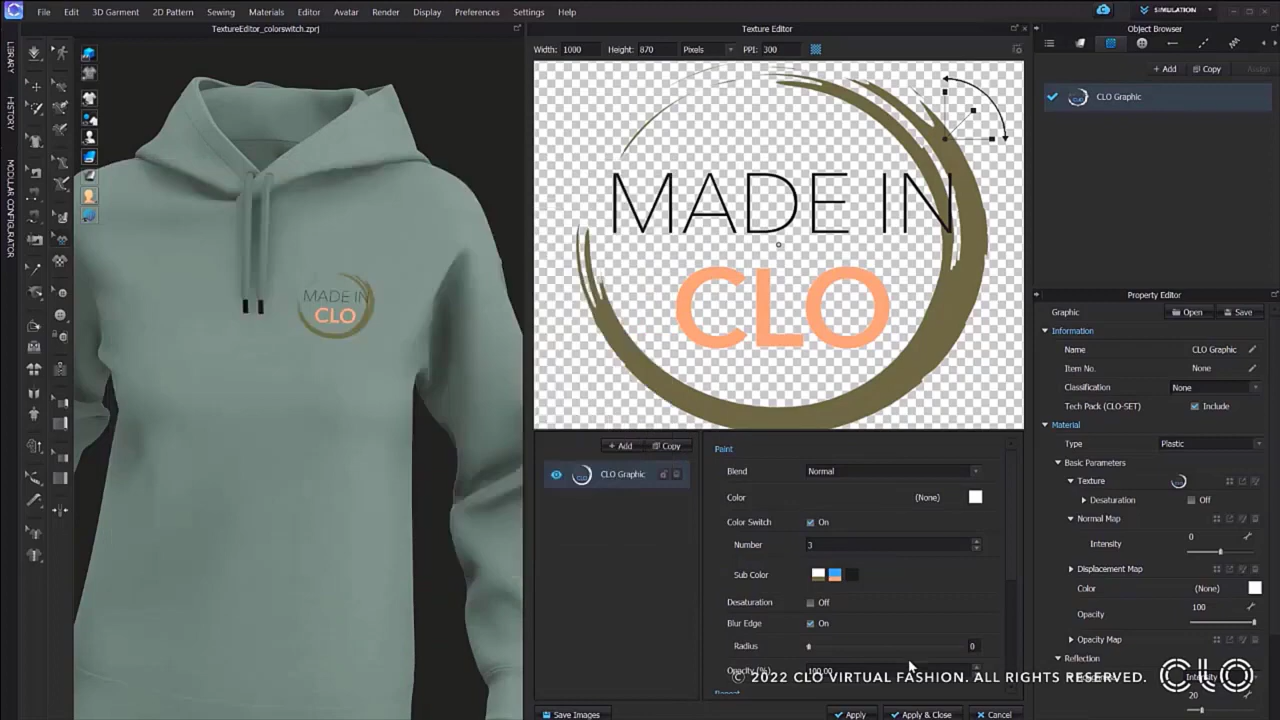 File Edit 3D Garment 2D Pattern Sewing Materials Editor Avatar Render Display Preferences Settings Help
SIMULATION
TextureEditor_colorswitch.zprj
Texture Editor
Object Browser
LIBRARY
HISTORY
MODULAR CONFIGURATOR
Width: 1000 Height: 870 Pixels PPI: 300
+ Add Copy Assign
CLO Graphic
MADE IN
CLO
MADE IN
CLO
Property Editor
Graphic Open Save
Information
Name CLO Graphic
Item No. None
Classification None
Tech Pack (CLO-SET) Include
Material
Type Plastic
Basic Parameters
Texture
Desaturation Off
Normal Map
Intensity 0
Displacement Map
Color (None)
Opacity 100
Opacity Map
Reflection
Intensity
20
+ Add Copy
CLO Graphic
Paint
Blend Normal
Color (None)
Color Switch On
Number 3
Sub Color
Desaturation Off
Blur Edge On
Radius 0
Opacity (%) 100.00
Repeat
© 2022 CLO VIRTUAL FASHION. ALL RIGHTS RESERVED. CLO
Save Images Apply Apply & Close Cancel